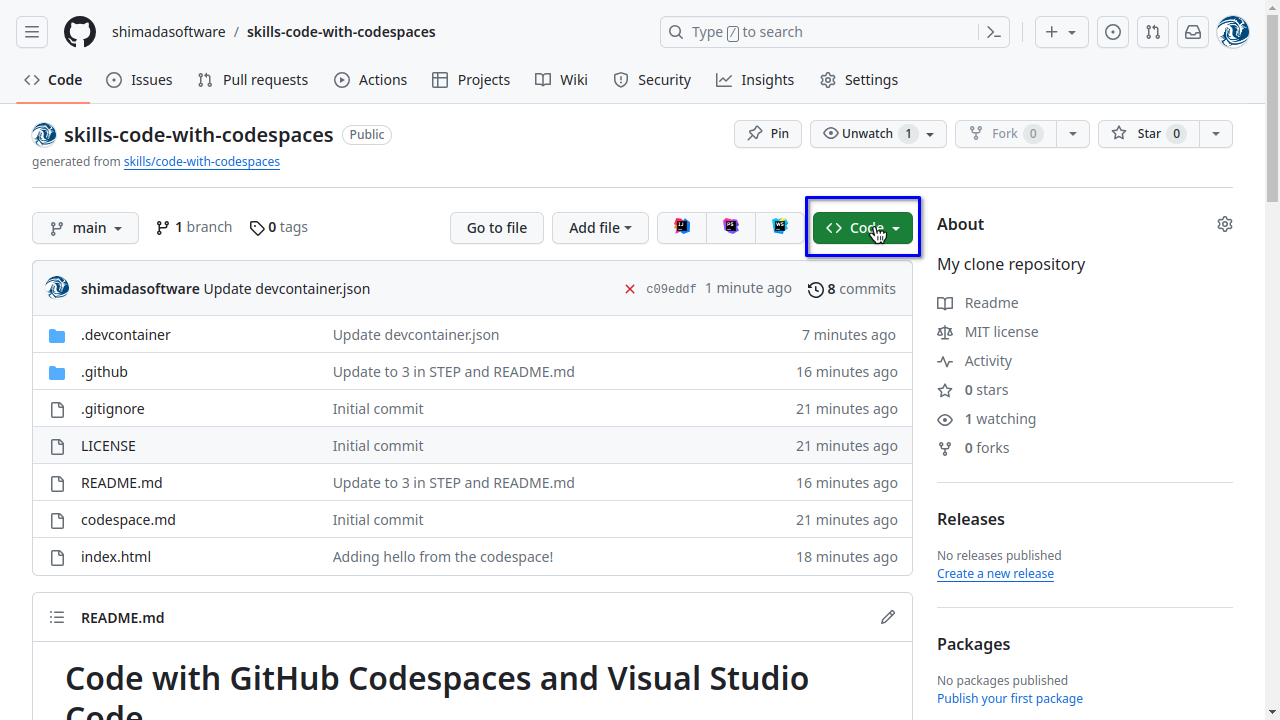 shimadasoftware / skills-code-with-codespaces
Type / to search
Code Issues Pull requests Actions Projects Wiki Security Insights Settings
skills-code-with-codespaces Public
Pin Unwatch 1 Fork 0 Star 0
generated from skills/code-with-codespaces
main 1 branch 0 tags Go to file Add file Code
shimadasoftware Update devcontainer.json c09eddf 1 minute ago 8 commits
.devcontainer Update devcontainer.json 7 minutes ago
.github Update to 3 in STEP and README.md 16 minutes ago
.gitignore Initial commit 21 minutes ago
LICENSE Initial commit 21 minutes ago
README.md Update to 3 in STEP and README.md 16 minutes ago
codespace.md Initial commit 21 minutes ago
index.html Adding hello from the codespace! 18 minutes ago
README.md
Code with GitHub Codespaces and Visual Studio
Code
About
My clone repository
Readme
MIT license
Activity
0 stars
1 watching
0 forks
Releases
No releases published
Create a new release
Packages
No packages published
Publish your first package